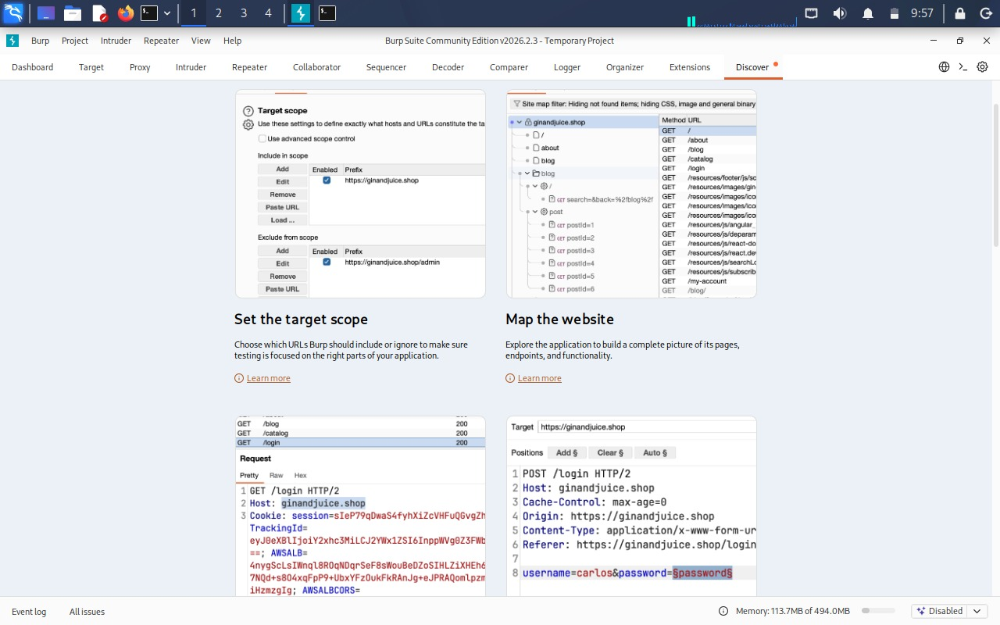 1 2 3 4 9:57
Burp Project Intruder Repeater View Help Burp Suite Community Edition v2026.2.3 - Temporary Project
Dashboard Target Proxy Intruder Repeater Collaborator Sequencer Decoder Comparer Logger Organizer Extensions Discover
Target scope
Use these settings to define exactly what hosts and URLs constitute the ta
Use advanced scope control
Include in scope
Add Enabled Prefix
Edit https://ginandjuice.shop
Remove
Paste URL
Load ...
Exclude from scope
Add Enabled Prefix
Edit https://ginandjuice.shop/admin
Remove
Paste URL
Set the target scope
Choose which URLs Burp should include or ignore to make sure
testing is focused on the right parts of your application.
Learn more
Site map filter: Hiding not found items; hiding CSS, image and general binary
ginandjuice.shop
/
about
blog
blog
/
GET search=&back=%2fblog%2f
post
GET postId=1
GET postId=2
GET postId=3
GET postId=4
GET postId=5
GET postId=6
Method URL
GET /
GET /about
GET /blog
GET /catalog
GET /login
GET /resources/footer/js/sc
GET /resources/images/gin-
GET /resources/images/ico
GET /resources/images/ico
GET /resources/images/ico
GET /resources/js/angular_
GET /resources/js/deparam
GET /resources/js/react-do
GET /resources/js/react.dev
GET /resources/js/searchLo
GET /resources/js/subscrib
GET /my-account
GET /blog/
Map the website
Explore the application to build a complete picture of its pages,
endpoints, and functionality.
Learn more
GET /blog 200
GET /catalog 200
GET /login 200
Request
Pretty Raw Hex
1 GET /login HTTP/2
2 Host: ginandjuice.shop
3 Cookie: session=sIeP79qDwaS4fyhXiZcVHFuQGvgZh
TrackingId=
eyJ0eXBlIjoiY2xhc3MiLCJ2YWx1ZSI6InppWVg0Z3FWb
==; AWSALB=
4nygScLsIWnql8ROqNDqrSeF8sWouBeDZoSIHLZiXHEh6
7NQd+s8O4xqFpP9+UbxYFzOukFkRAnJg+eJPRAQomlpzm
iHzmzgIg; AWSALBCORS=
Target https://ginandjuice.shop
Positions Add § Clear § Auto §
1 POST /login HTTP/2
2 Host: ginandjuice.shop
3 Cache-Control: max-age=0
4 Origin: https://ginandjuice.shop
5 Content-Type: application/x-www-form-ur
6 Referer: https://ginandjuice.shop/login
7
8 username=carlos&password=§password§
Event log All issues Memory: 113.7MB of 494.0MB Disabled